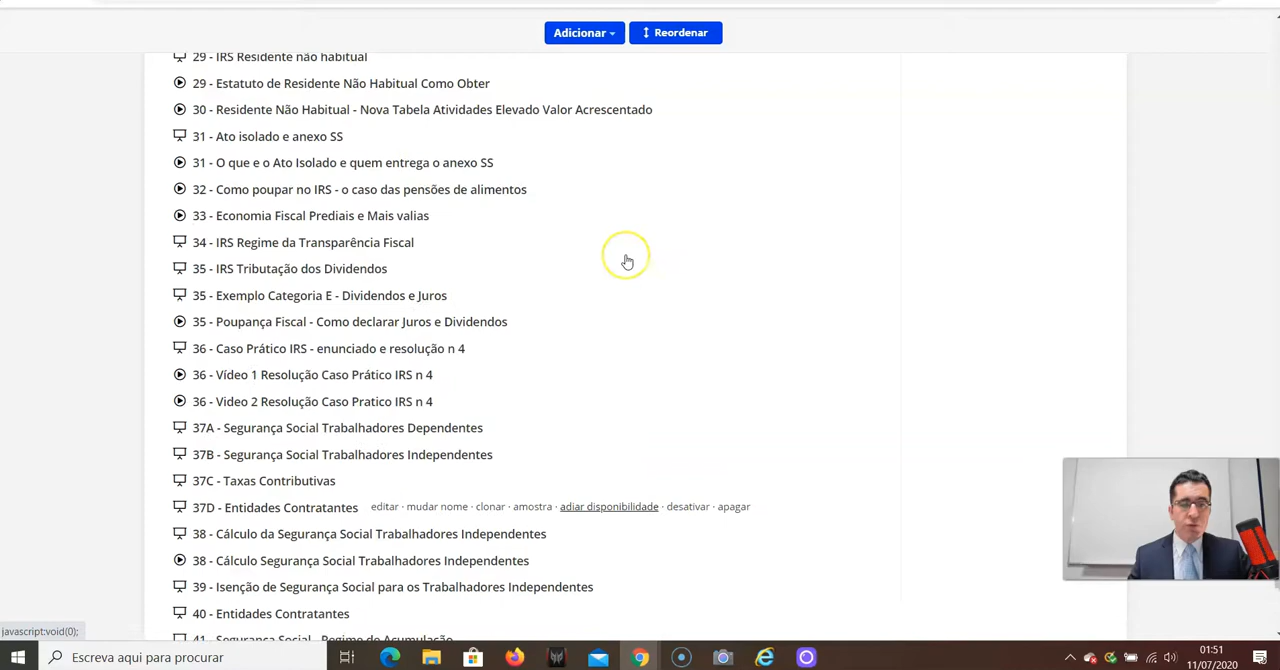 Adicionar
Reordenar
29 - IRS Residente não habitual
29 - Estatuto de Residente Não Habitual Como Obter
30 - Residente Não Habitual - Nova Tabela Atividades Elevado Valor Acrescentado
31 - Ato isolado e anexo SS
31 - O que e o Ato Isolado e quem entrega o anexo SS
32 - Como poupar no IRS - o caso das pensões de alimentos
33 - Economia Fiscal Prediais e Mais valias
34 - IRS Regime da Transparência Fiscal
35 - IRS Tributação dos Dividendos
35 - Exemplo Categoria E - Dividendos e Juros
35 - Poupança Fiscal - Como declarar Juros e Dividendos
36 - Caso Prático IRS - enunciado e resolução n 4
36 - Vídeo 1 Resolução Caso Prático IRS n 4
36 - Video 2 Resolução Caso Pratico IRS n 4
37A - Segurança Social Trabalhadores Dependentes
37B - Segurança Social Trabalhadores Independentes
37C - Taxas Contributivas
37D - Entidades Contratantes editar · mudar nome · clonar · amostra · adiar disponibilidade · desativar · apagar
38 - Cálculo da Segurança Social Trabalhadores Independentes
38 - Cálculo Segurança Social Trabalhadores Independentes
39 - Isenção de Segurança Social para os Trabalhadores Independentes
40 - Entidades Contratantes
41 - Segurança Social - Regime de Acumulação
javascript:void(0);
Escreva aqui para procurar
01:51
11/07/2020